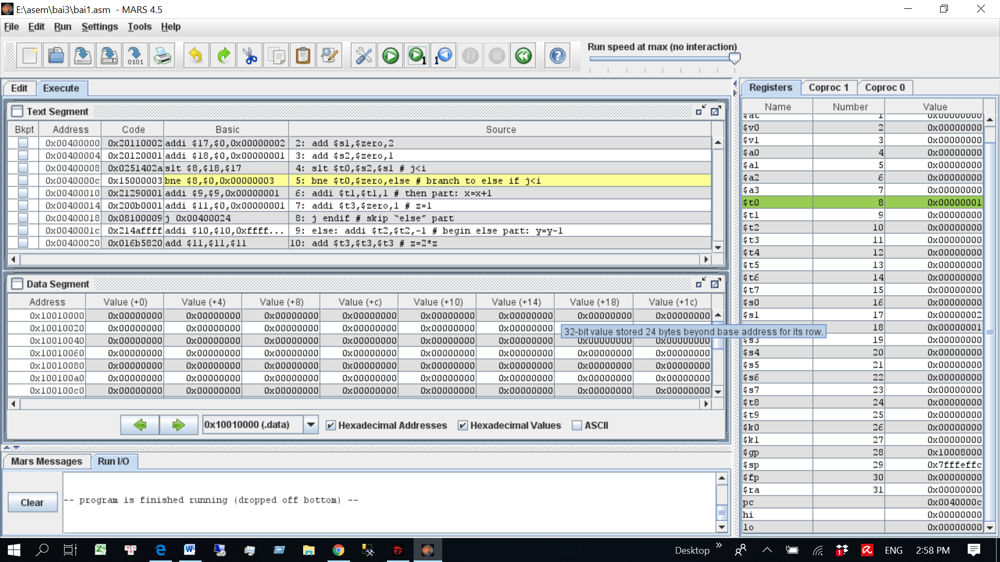 E:\asem\bai3\bai1.asm - MARS 4.5
File Edit Run Settings Tools Help
Run speed at max (no interaction)
0101
1
1
Edit Execute
Registers Coproc 1 Coproc 0
Text Segment
Bkpt Address Code Basic Source
0x00400000 0x20110002 addi $17,$0,0x00000002 2: add $s1,$zero,2
0x00400004 0x20120001 addi $18,$0,0x00000001 3: add $s2,$zero,1
0x00400008 0x0251402a slt $8,$18,$17 4: slt $t0,$s2,$s1 # j<i
0x0040000c 0x15000003 bne $8,$0,0x00000003 5: bne $t0,$zero,else # branch to else if j<i
0x00400010 0x21290001 addi $9,$9,0x00000001 6: addi $t1,$t1,1 # then part: x=x+1
0x00400014 0x200b0001 addi $11,$0,0x00000001 7: addi $t3,$zero,1 # z=1
0x00400018 0x08100009 j 0x00400024 8: j endif # skip “else” part
0x0040001c 0x214affff addi $10,$10,0xffff... 9: else: addi $t2,$t2,-1 # begin else part: y=y-1
0x00400020 0x016b5820 add $11,$11,$11 10: add $t3,$t3,$t3 # z=2*z
Data Segment
Address Value (+0) Value (+4) Value (+8) Value (+c) Value (+10) Value (+14) Value (+18) Value (+1c)
0x10010000 0x00000000 0x00000000 0x00000000 0x00000000 0x00000000 0x00000000 0x00000000 0x00000000
0x10010020 0x00000000 0x00000000 0x00000000 0x00000000 0x00000000 0x00000000
32-bit value stored 24 bytes beyond base address for its row.
0x10010040 0x00000000 0x00000000 0x00000000 0x00000000 0x00000000 0x00000000 0x00000000 0x00000000
0x10010060 0x00000000 0x00000000 0x00000000 0x00000000 0x00000000 0x00000000 0x00000000 0x00000000
0x10010080 0x00000000 0x00000000 0x00000000 0x00000000 0x00000000 0x00000000 0x00000000 0x00000000
0x100100a0 0x00000000 0x00000000 0x00000000 0x00000000 0x00000000 0x00000000 0x00000000 0x00000000
0x100100c0 0x00000000 0x00000000 0x00000000 0x00000000 0x00000000 0x00000000 0x00000000 0x00000000
0x10010000 (.data) Hexadecimal Addresses Hexadecimal Values ASCII
Mars Messages Run I/O
Clear
-- program is finished running (dropped off bottom) --
Name Number Value
$at 1 0x00000000
$v0 2 0x00000000
$v1 3 0x00000000
$a0 4 0x00000000
$a1 5 0x00000000
$a2 6 0x00000000
$a3 7 0x00000000
$t0 8 0x00000001
$t1 9 0x00000000
$t2 10 0x00000000
$t3 11 0x00000000
$t4 12 0x00000000
$t5 13 0x00000000
$t6 14 0x00000000
$t7 15 0x00000000
$s0 16 0x00000000
$s1 17 0x00000002
18 0x00000001
$s3 19 0x00000000
$s4 20 0x00000000
$s5 21 0x00000000
$s6 22 0x00000000
$s7 23 0x00000000
$t8 24 0x00000000
$t9 25 0x00000000
$k0 26 0x00000000
$k1 27 0x00000000
$gp 28 0x10008000
$sp 29 0x7fffeffc
$fp 30 0x00000000
$ra 31 0x00000000
pc 0x0040000c
hi 0x00000000
lo 0x00000000
Desktop » 1 ENG 2:58 PM